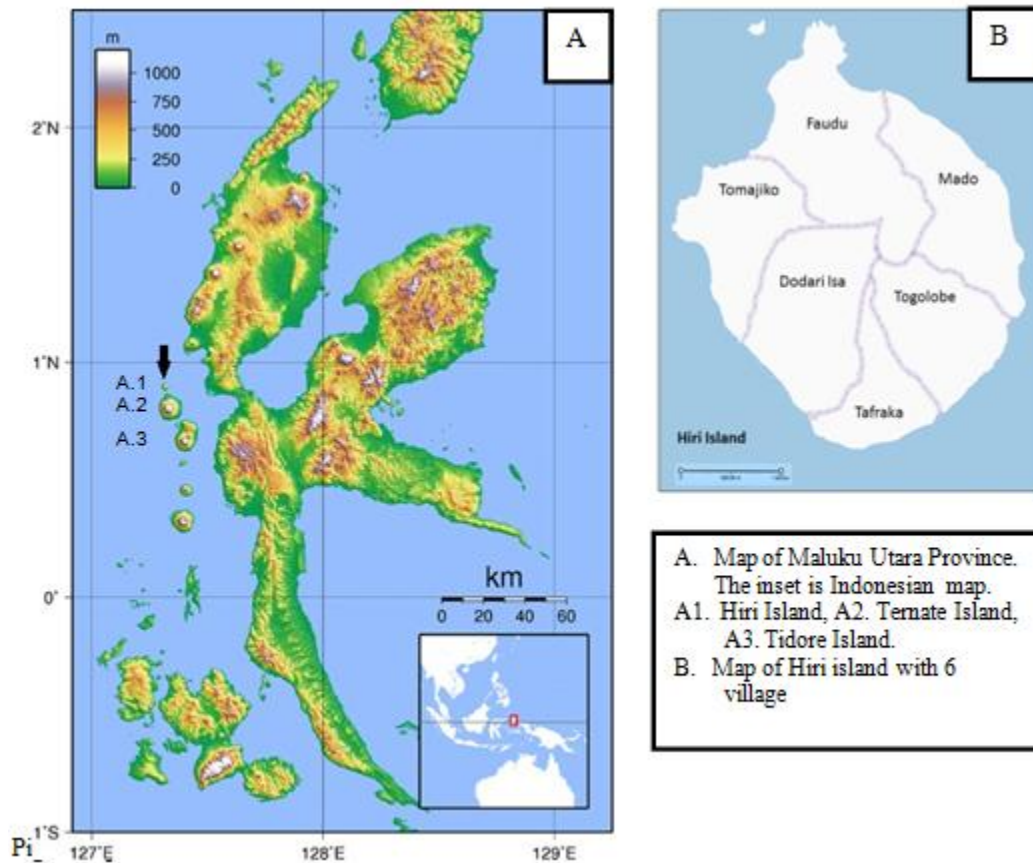 A
m
1000
750
500
250
0
2°N
1°N
A.1
A.2
A.3
0°
1°S
127°E
128°E
129°E
km
0 20 40 60
Pi_
B
Faudu
Mado
Tomajiko
Dodari Isa
Togolobe
Tafraka
Hiri Island
A. Map of Maluku Utara Province.
The inset is Indonesian map.
A1. Hiri Island, A2. Ternate Island,
A3. Tidore Island.
B. Map of Hiri island with 6
village